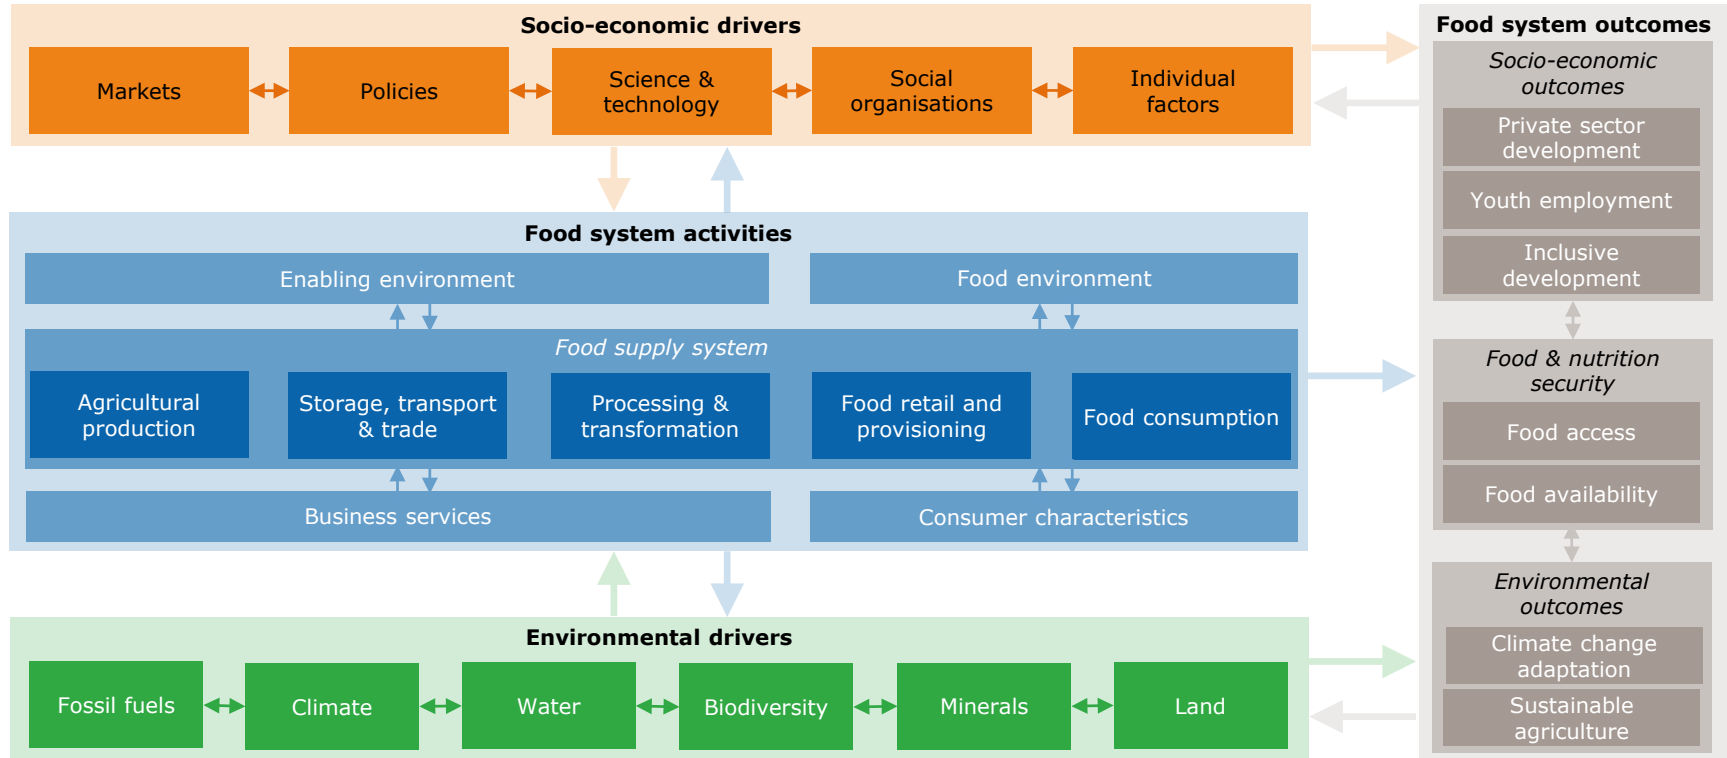 Socio-economic drivers
Markets
Policies
Science &
technology
Social
organisations
Individual
factors
Food system activities
Enabling environment
Food environment
Food supply system
Agricultural
production
Storage, transport
& trade
Processing &
transformation
Food retail and
provisioning
Food consumption
Business services
Consumer characteristics
Environmental drivers
Fossil fuels
Climate
Water
Biodiversity
Minerals
Land
Food system outcomes
Socio-economic
outcomes
Private sector
development
Youth employment
Inclusive
development
Food & nutrition
security
Food access
Food availability
Environmental
outcomes
Climate change
adaptation
Sustainable
agriculture